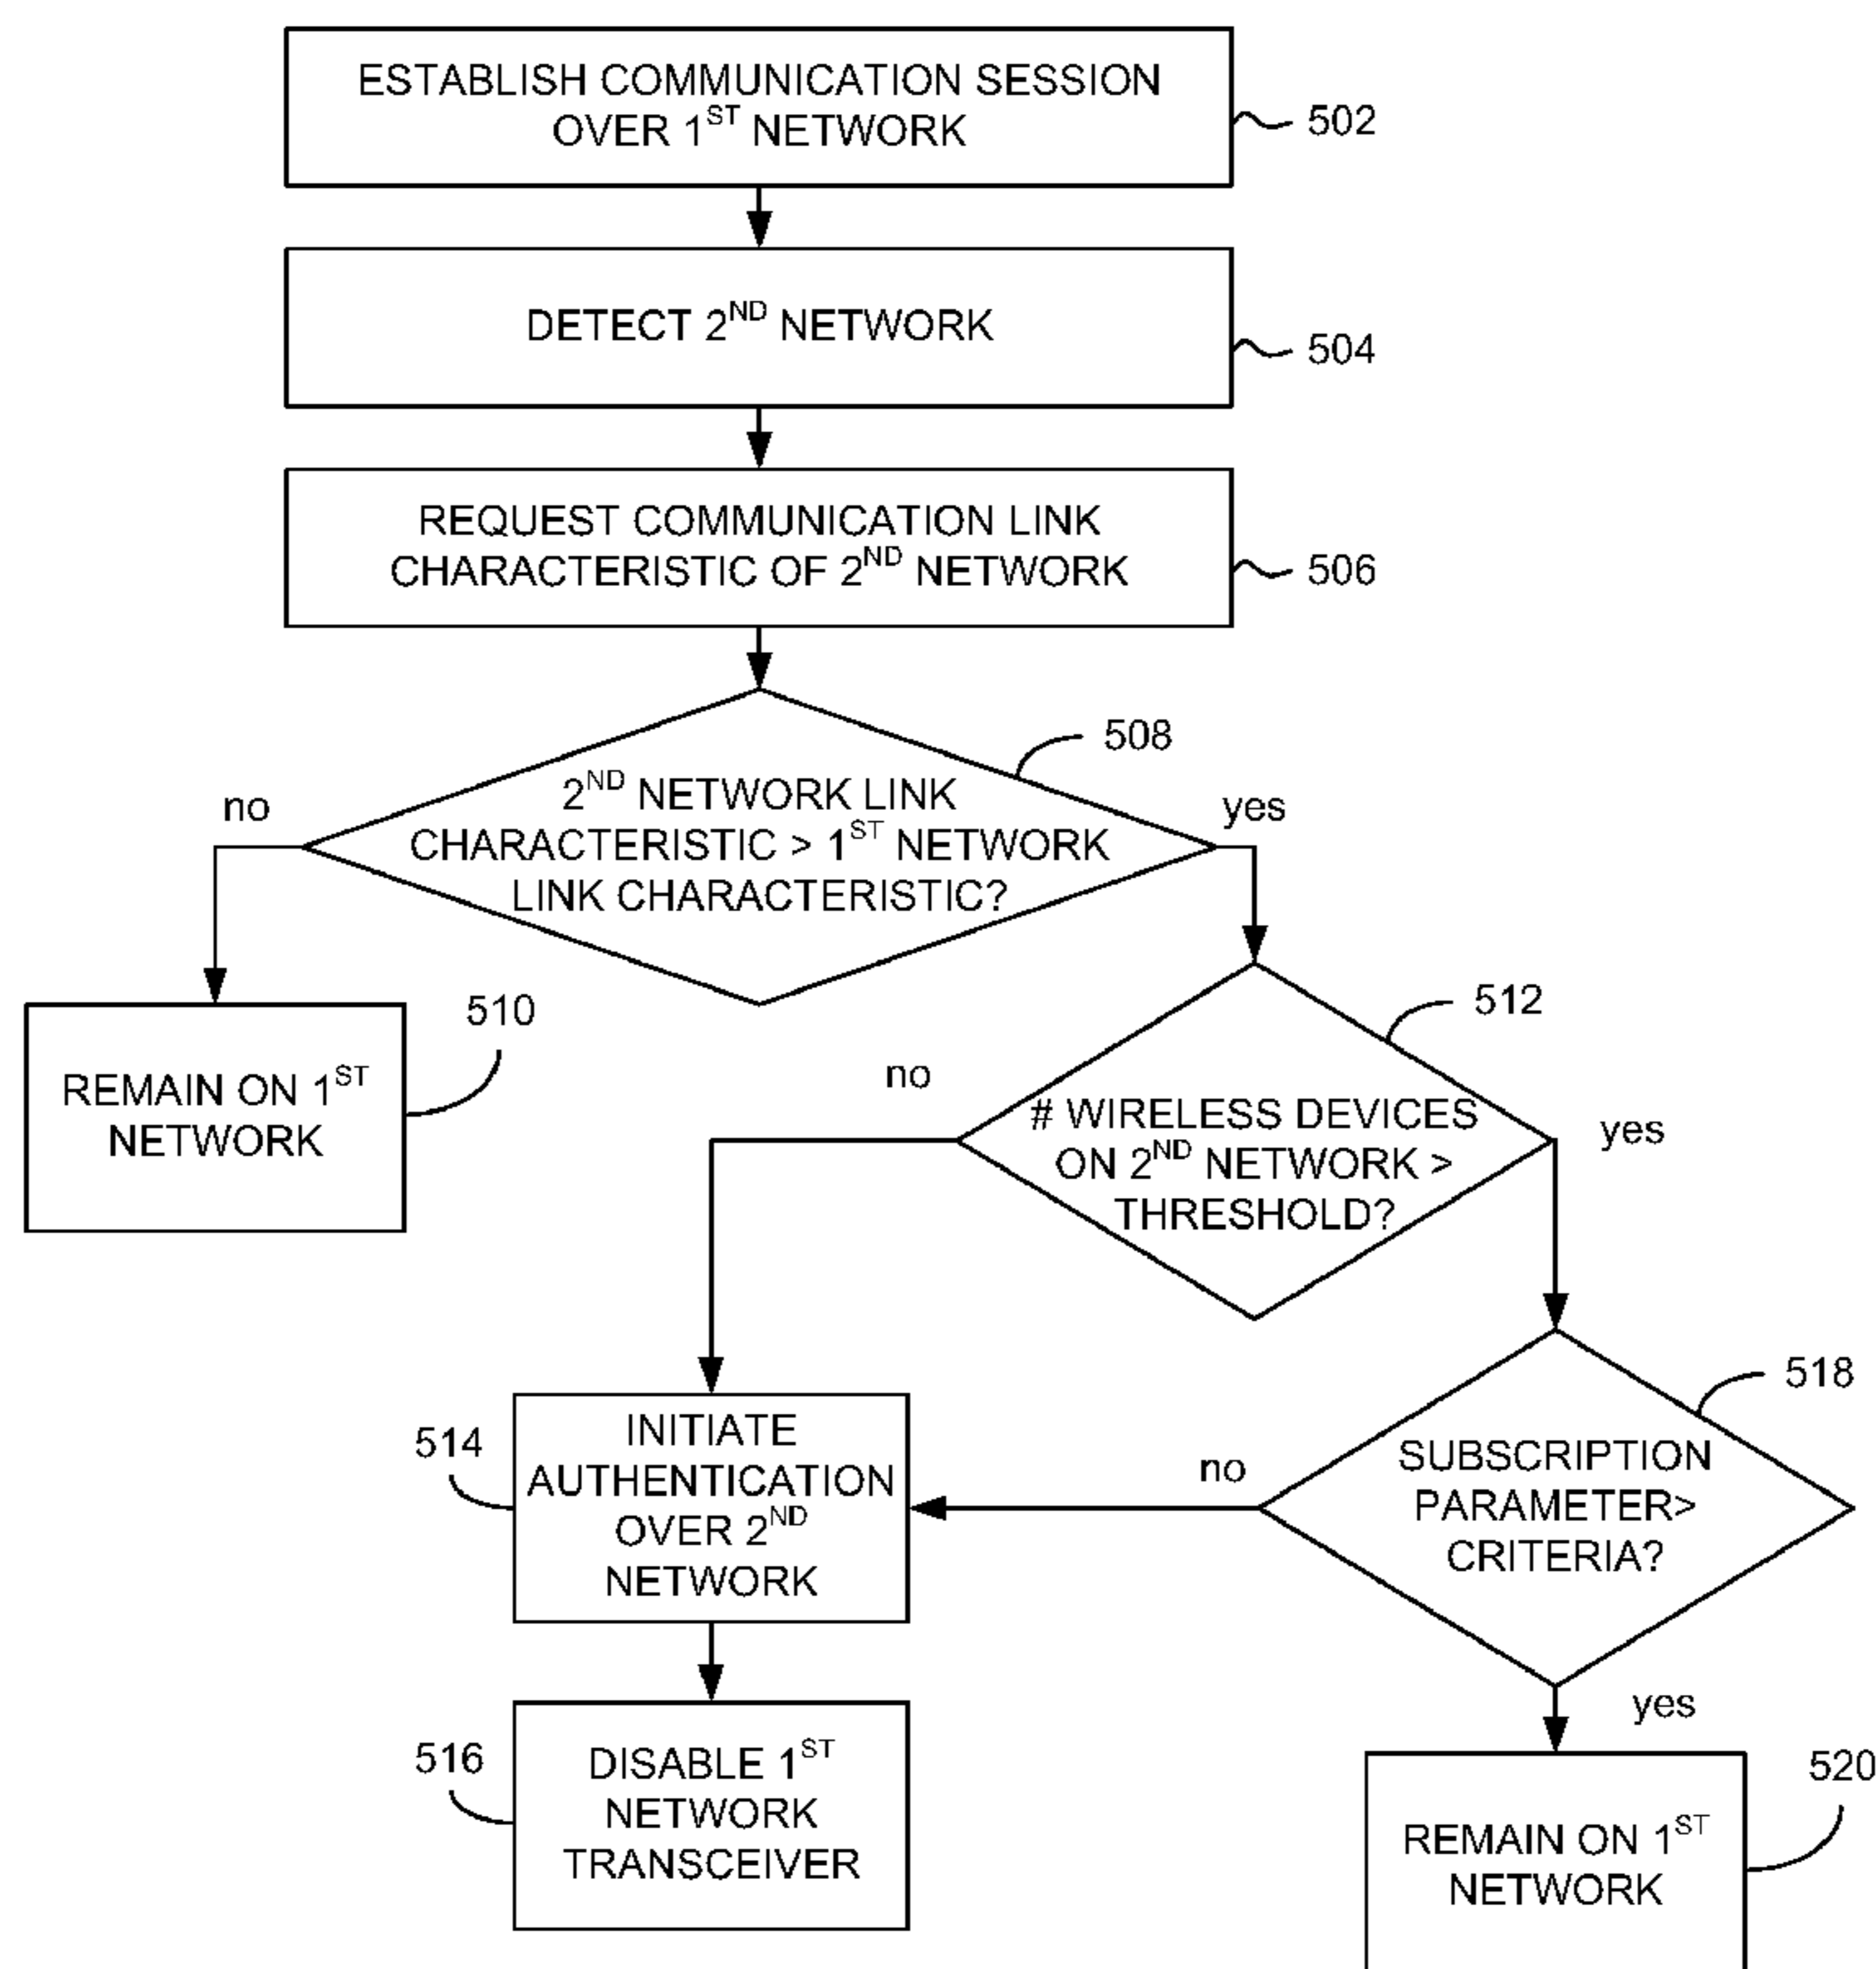 ESTABLISH COMMUNICATION SESSION
OVER 1ST NETWORK
502
DETECT 2ND NETWORK
504
REQUEST COMMUNICATION LINK
CHARACTERISTIC OF 2ND NETWORK
506
508
2ND NETWORK LINK
CHARACTERISTIC > 1ST NETWORK
LINK CHARACTERISTIC?
no
yes
510
REMAIN ON 1ST
NETWORK
512
# WIRELESS DEVICES
ON 2ND NETWORK >
THRESHOLD?
no
yes
514
INITIATE
AUTHENTICATION
OVER 2ND
NETWORK
518
SUBSCRIPTION
PARAMETER>
CRITERIA?
no
yes
516
DISABLE 1ST
NETWORK
TRANSCEIVER
520
REMAIN ON 1ST
NETWORK